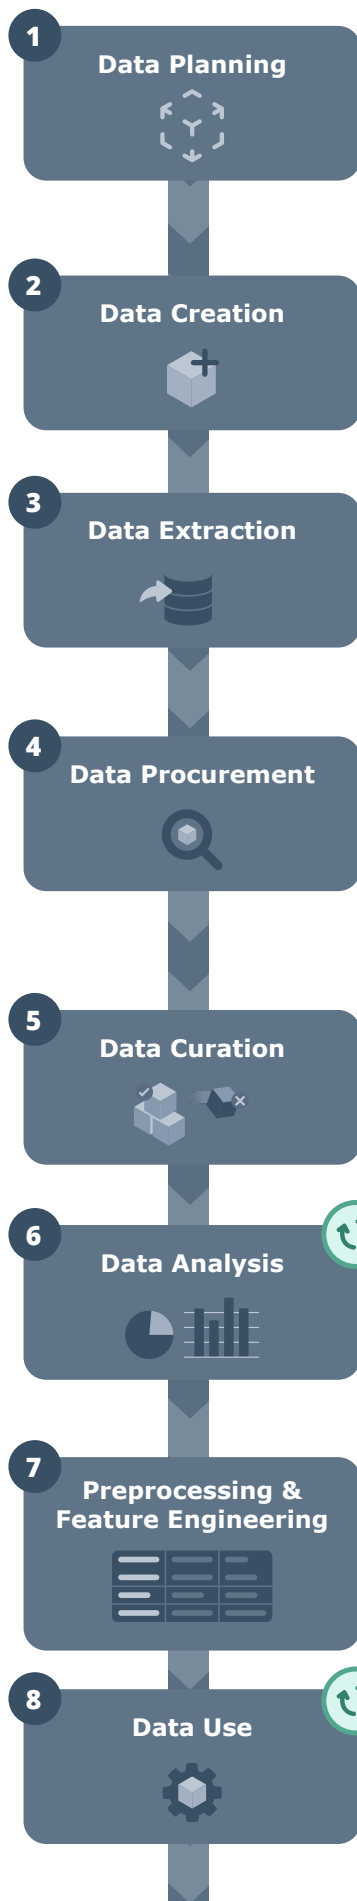 1
Data Planning
2
Data Creation
3
Data Extraction
4
Data Procurement
5
Data Curation
6
Data Analysis
7
Preprocessing &
Feature Engineering
8
Data Use